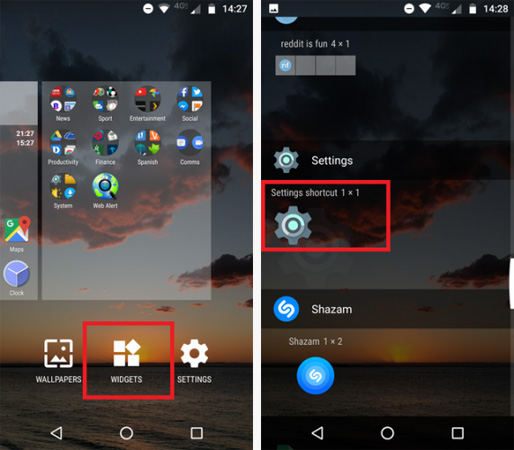 4G 14:27
News Sport Entertainment Social
21:27
15:27
Productivity Finance Spanish Comms
System Web Alert
Maps
Clock
WALLPAPERS WIDGETS SETTINGS
4G 14:28
reddit is fun 4 × 1
Settings
Settings shortcut 1 × 1
Shazam
Shazam 1 × 2